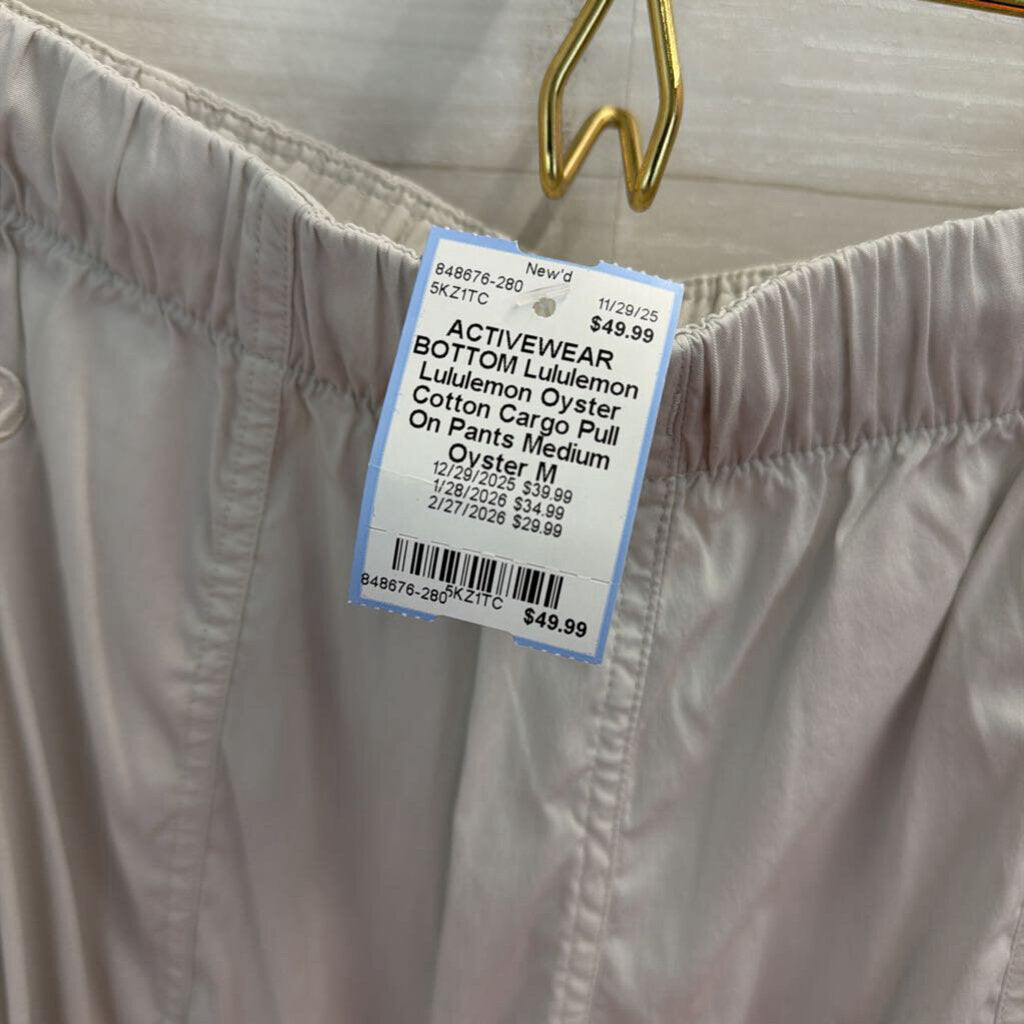 New'd
848676-280
5KZ1TC
11/29/25
$49.99
ACTIVEWEAR
BOTTOM Lululemon
Lululemon Oyster
Cotton Cargo Pull
On Pants Medium
Oyster M
12/29/2025 $39.99
1/28/2026 $34.99
2/27/2026 $29.99
848676-280 5KZ1TC
$49.99